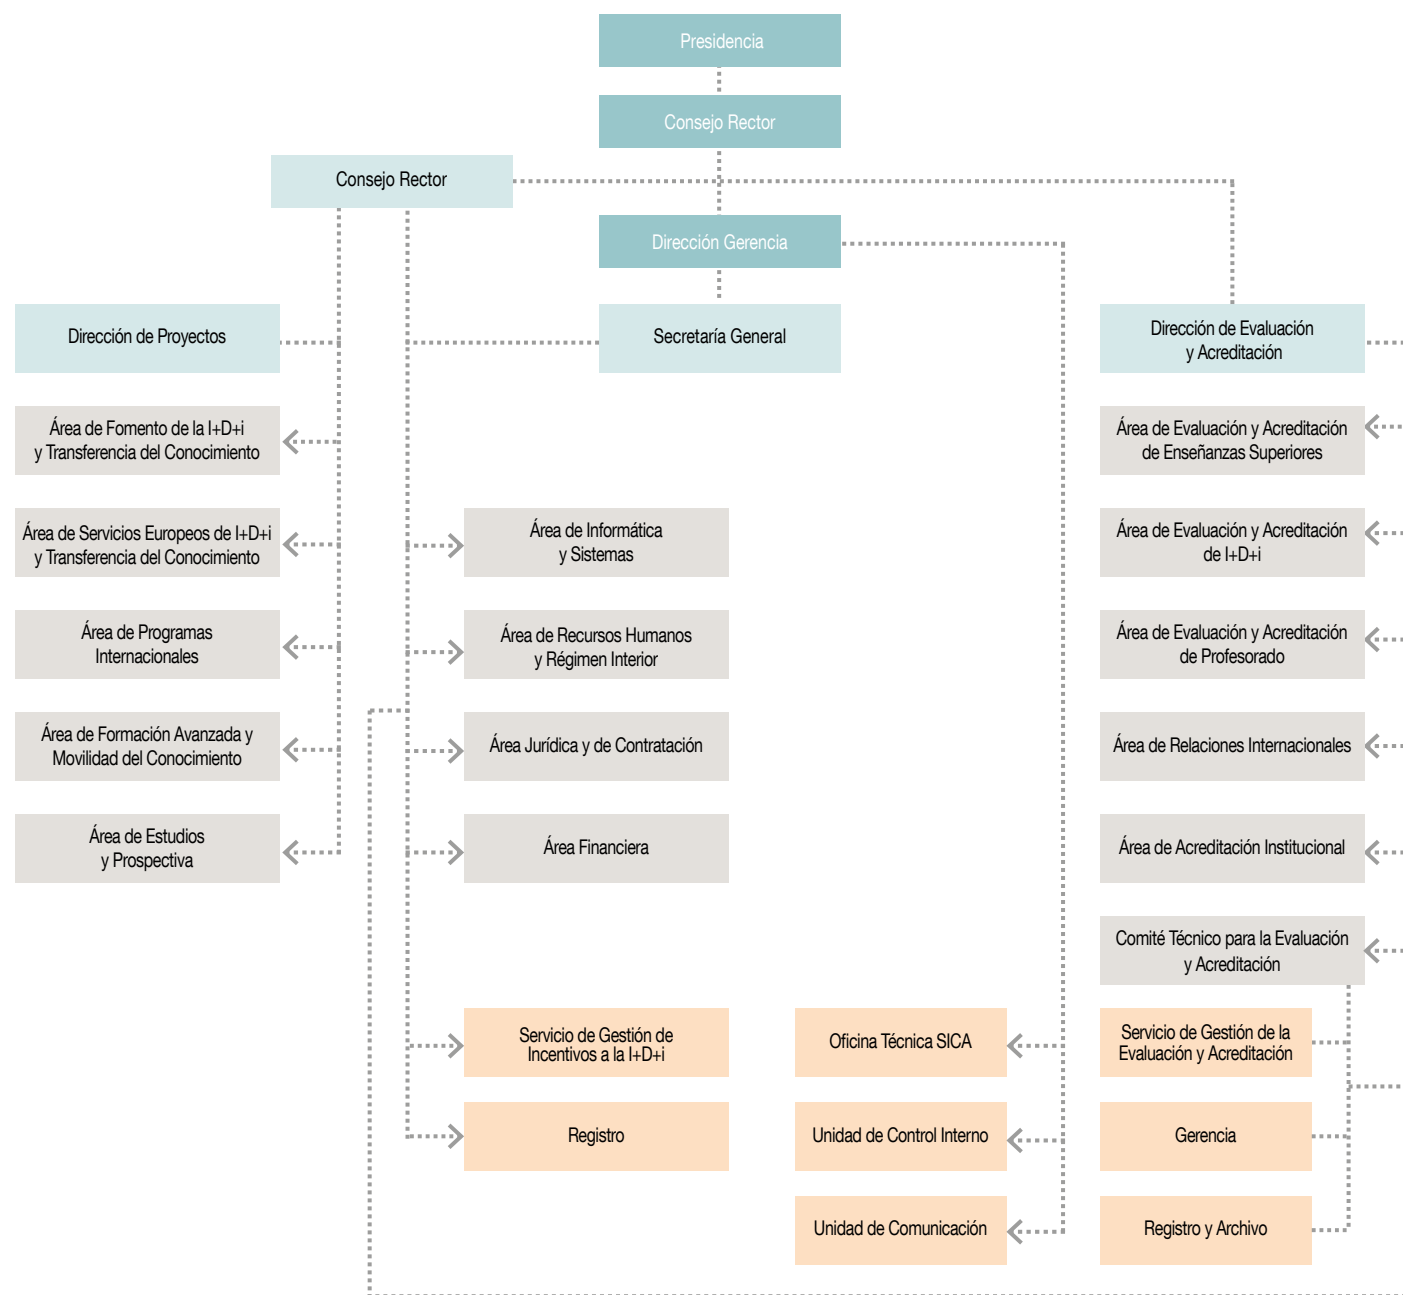 Presidencia
Consejo Rector
Consejo Rector
Dirección Gerencia
Dirección de Proyectos
Secretaría General
Dirección de Evaluación
y Acreditación
Área de Fomento de la I+D+i
y Transferencia del Conocimiento
Área de Evaluación y Acreditación
de Enseñanzas Superiores
Área de Servicios Europeos de I+D+i
y Transferencia del Conocimiento
Área de Informática
y Sistemas
Área de Evaluación y Acreditación
de I+D+i
Área de Programas
Internacionales
Área de Recursos Humanos
y Régimen Interior
Área de Evaluación y Acreditación
de Profesorado
Área de Formación Avanzada y
Movilidad del Conocimiento
Área Jurídica y de Contratación
Área de Relaciones Internacionales
Área de Estudios
y Prospectiva
Área Financiera
Área de Acreditación Institucional
Comité Técnico para la Evaluación
y Acreditación
Servicio de Gestión de
Incentivos a la I+D+i
Oficina Técnica SICA
Servicio de Gestión de la
Evaluación y Acreditación
Registro
Unidad de Control Interno
Gerencia
Unidad de Comunicación
Registro y Archivo